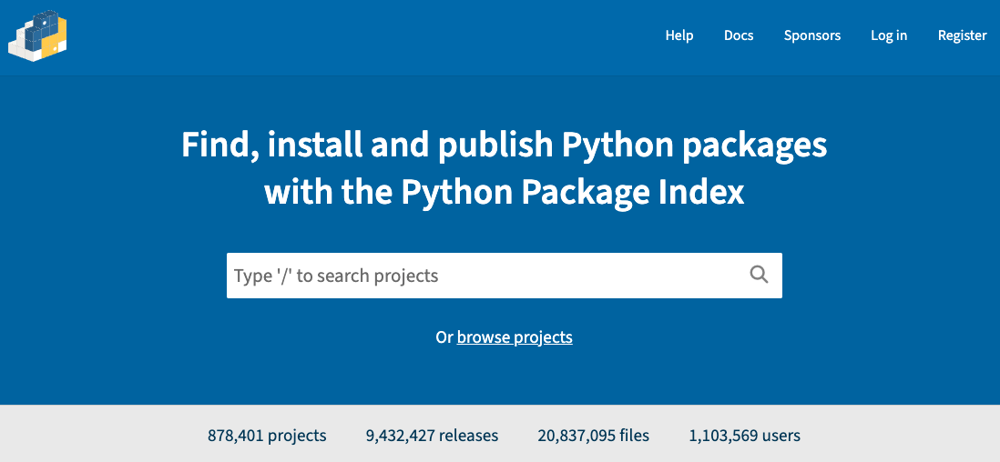 Help Docs Sponsors Log in Register
Find, install and publish Python packages
with the Python Package Index
Type '/' to search projects
Or browse projects
878,401 projects 9,432,427 releases 20,837,095 files 1,103,569 users